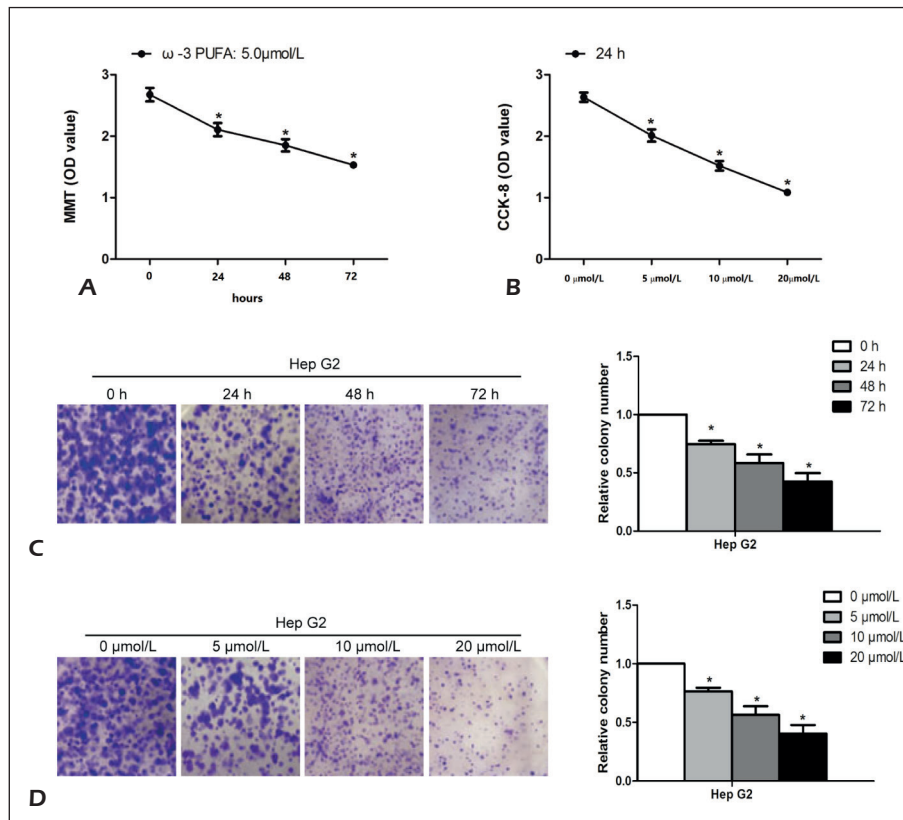 ω -3 PUFA: 5.0μmol/L
3
2
1
0
MMT (OD value)
* * *
0 24 48 72
hours
A
24 h
3
2
1
0
CCK-8 (OD value)
* * *
0 μmol/L 5 μmol/L 10 μmol/L 20μmol/L
B
Hep G2
0 h 24 h 48 h 72 h
C
0 h
24 h
48 h
72 h
1.5
1.0
0.5
0.0
Relative colony number
* * *
Hep G2
Hep G2
0 μmol/L 5 μmol/L 10 μmol/L 20 μmol/L
D
0 μmol/L
5 μmol/L
10 μmol/L
20 μmol/L
1.5
1.0
0.5
0.0
Relative colony number
* * *
Hep G2